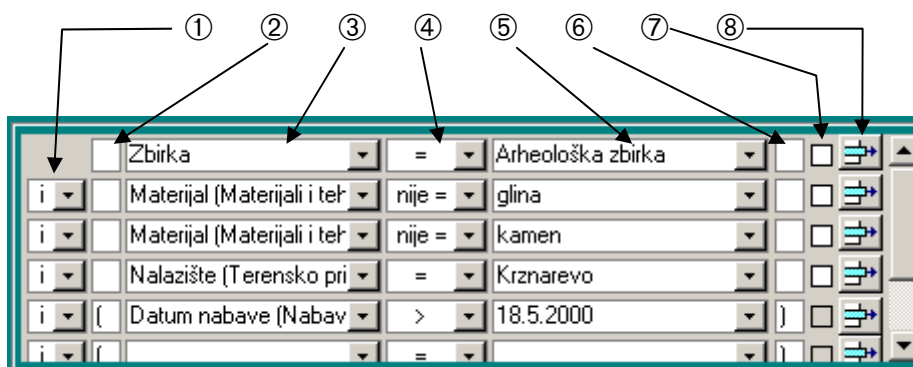 ① ② ③ ④ ⑤ ⑥ ⑦ ⑧
Zbirka = Arheološka zbirka
i Materijal (Materijali i teh nije = glina
i Materijal (Materijali i teh nije = kamen
i Nalazište (Terensko pri = Krznarevo
i ( Datum nabave (Nabav > 18.5.2000 )
i ( = )